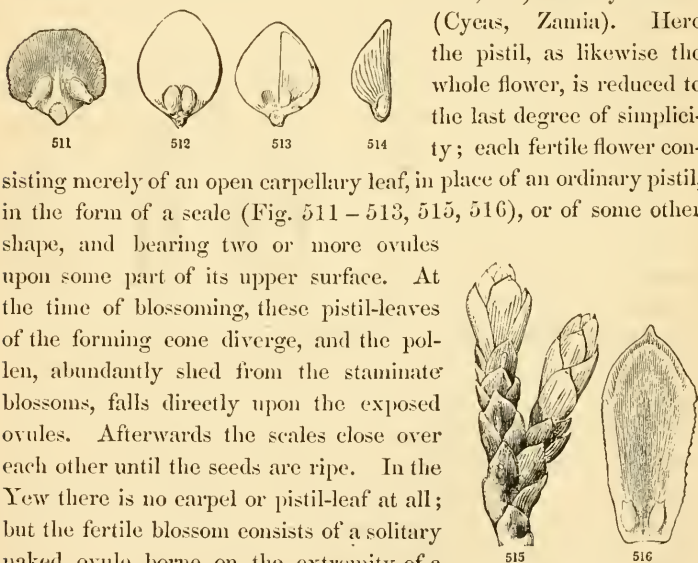 (Cycas, Zamia). Here
the pistil, as likewise the
whole flower, is reduced to
the last degree of simplici-
511 512 513 514
ty; each fertile flower con-
sisting merely of an open carpellary leaf, in place of an ordinary pistil,
in the form of a scale (Fig. 511 – 513, 515, 516), or of some other
shape, and bearing two or more ovules
upon some part of its upper surface. At
the time of blossoming, these pistil-leaves
of the forming cone diverge, and the pol-
len, abundantly shed from the staminate
blossoms, falls directly upon the exposed
ovules. Afterwards the scales close over
each other until the seeds are ripe. In the
Yew there is no carpel or pistil-leaf at all;
but the fertile blossom consists of a solitary
naked ovule borne on the extremity of a
515 516